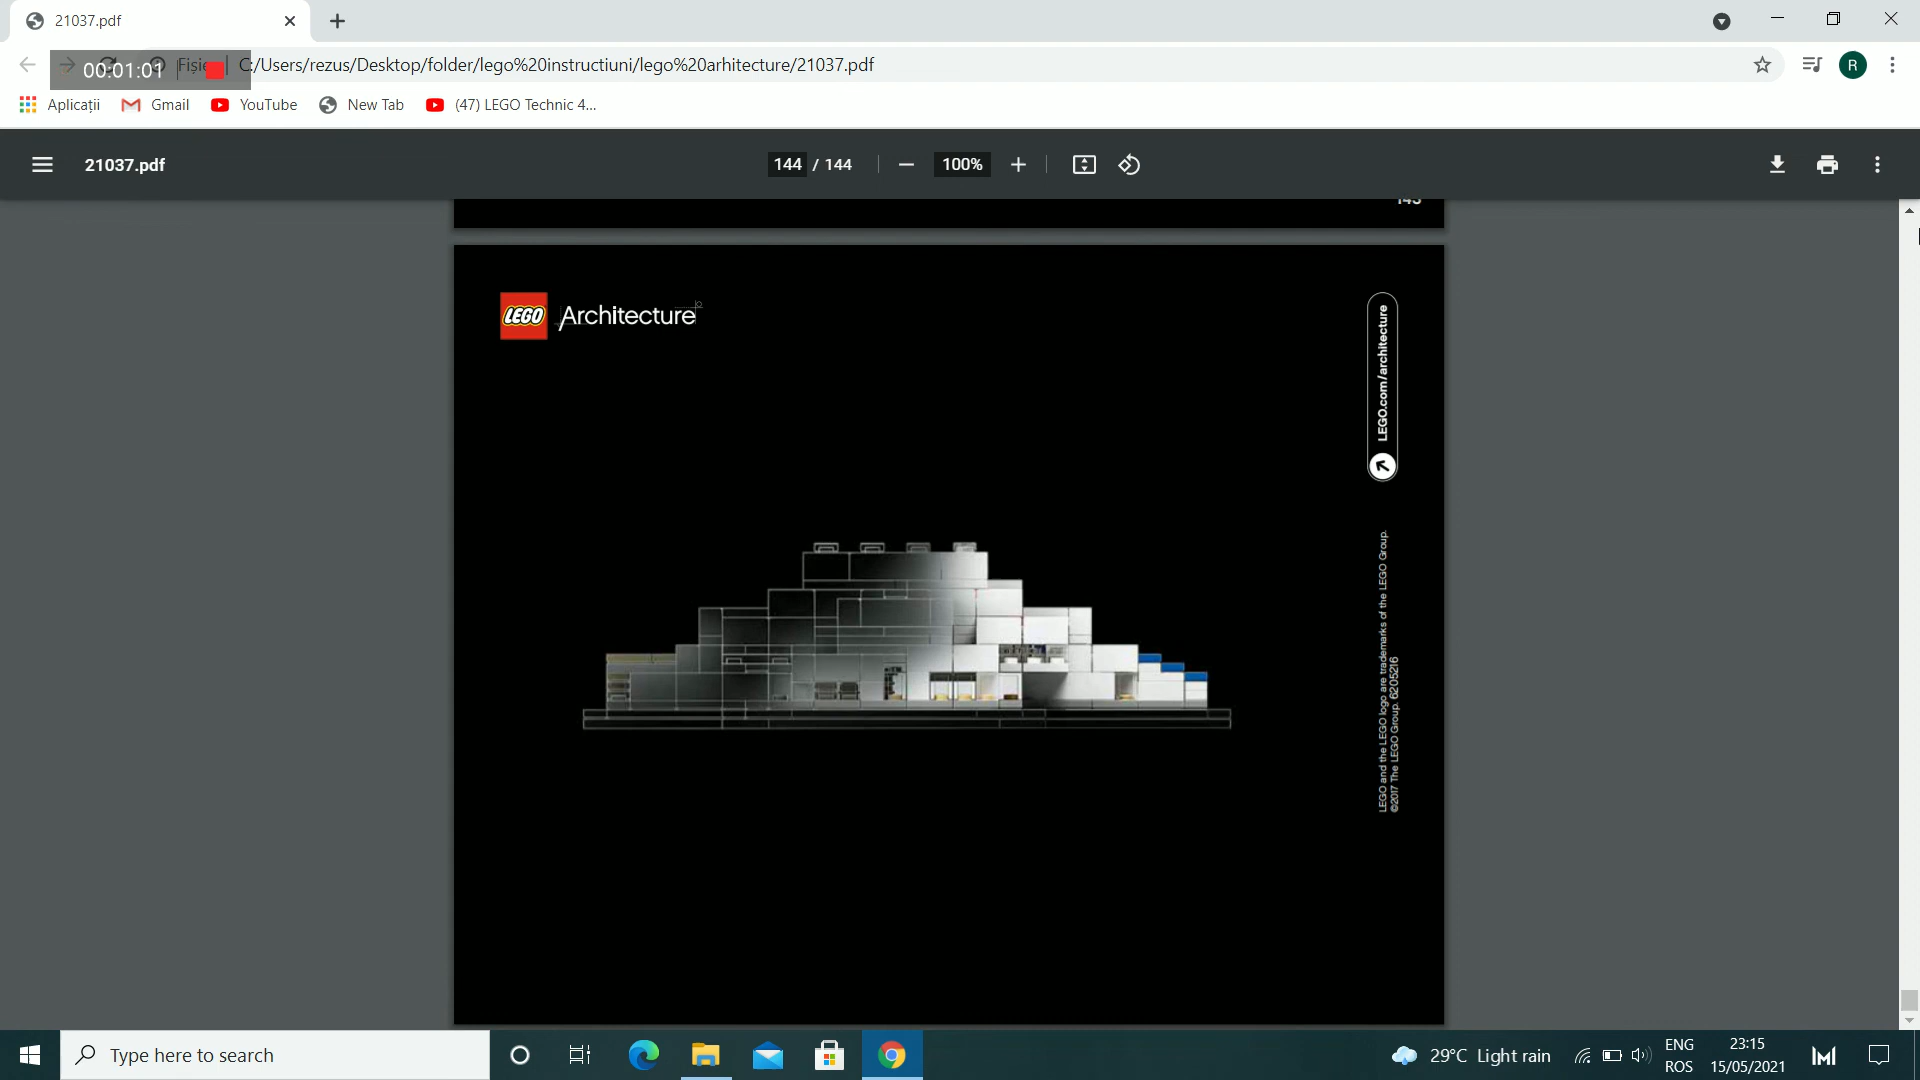 21037.pdf
00:01:01
Fișie
C:/Users/rezus/Desktop/folder/lego%20instructiuni/lego%20arhitecture/21037.pdf
R
Aplicații
Gmail
YouTube
New Tab
(47) LEGO Technic 4...
21037.pdf
144 / 144
100%
143
LEGO Architecture
LEGO.com/architecture
LEGO and the LEGO logo are trademarks of the LEGO Group.
©2017 The LEGO Group. 6205216
Type here to search
29°C Light rain
ENG
ROS
23:15
15/05/2021